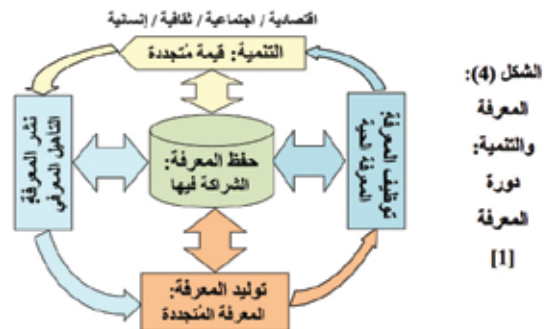 اقتصادية / اجتماعية / ثقافية / إنسانية
التنمية: قيمة مُتجددة
الشكل (4):
المعرفة
والتنمية:
دورة
المعرفة
[1]
توظيف المعرفة:
المعرفة الحية
حفظ المعرفة:
الشراكة فيها
نشر المعرفة:
التأهيل المعرفي
توليد المعرفة:
المعرفة المُتجددة